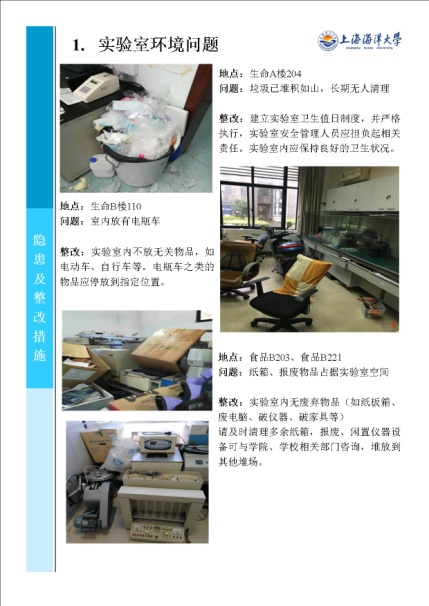 1. 实验室环境问题
上海海洋大学
地点：生命A楼204
问题：垃圾已堆积如山，长期无人清理
整改：建立实验室卫生值日制度，并严格
执行，实验室安全管理人员应担负起相关
责任。实验室内应保持良好的卫生状况。
地点：生命B楼110
问题：室内放有电瓶车
整改：实验室内不放无关物品，如
电动车、自行车等。电瓶车之类的
物品应停放到指定位置。
隐患及整改措施
地点：食品B203、食品B221
问题：纸箱、报废物品占据实验室空间
整改：实验室内无废弃物品（如纸板箱、
废电脑、破仪器、破家具等）
请及时清理多余纸箱，报废、闲置仪器设
备可与学院、学校相关部门咨询，堆放到
其他堆场。